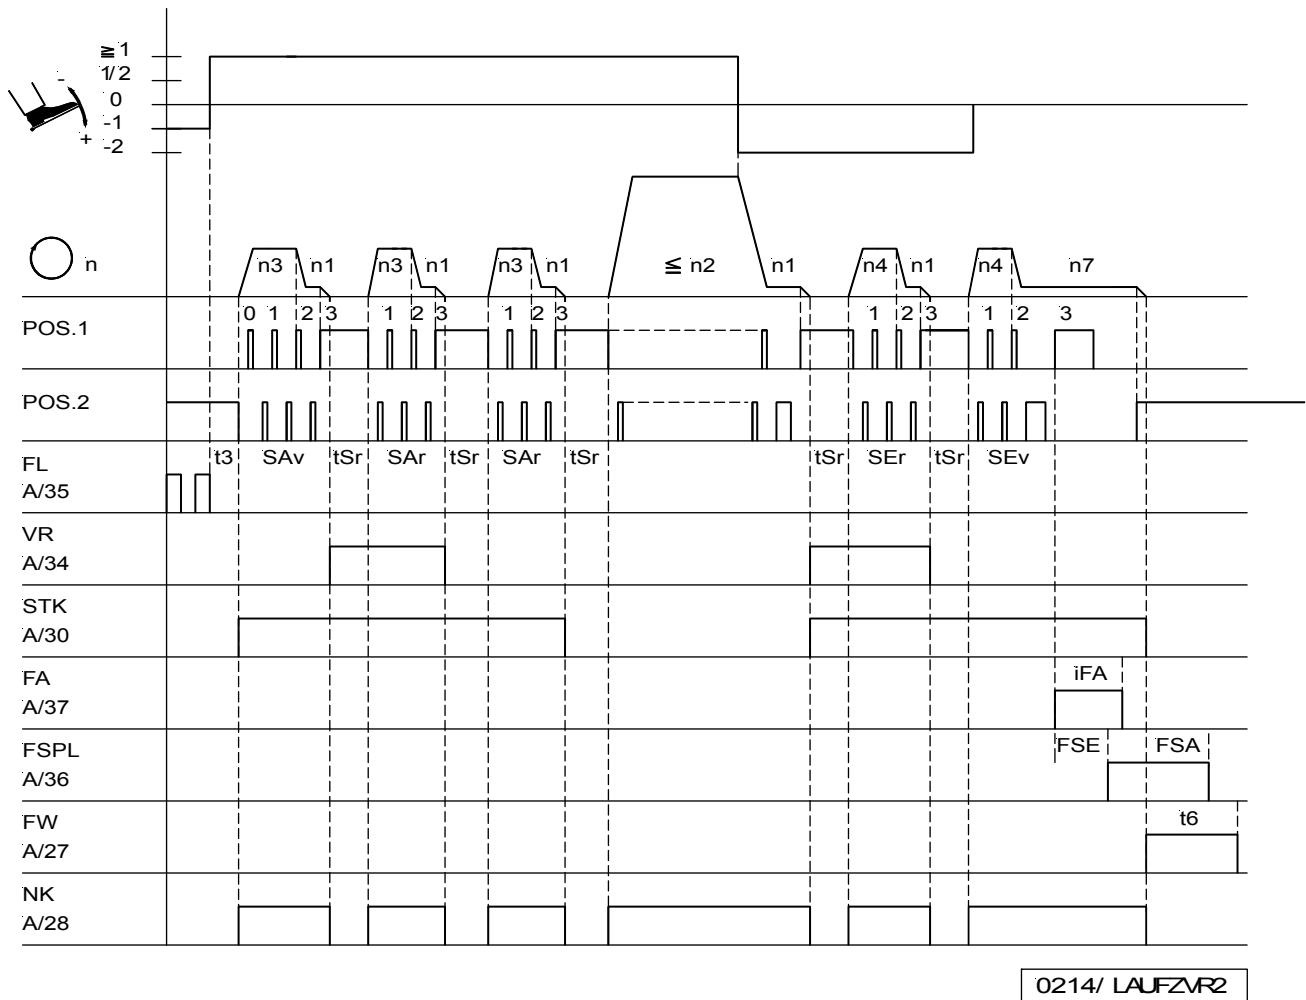 ≧ 1
1/2
0
-1
-2
-
+
n
n3 n1 n3 n1 n3 n1 ≦ n2 n1 n4 n1 n4 n7
POS.1
0 1 2 3 1 2 3 1 2 3 1 2 3 1 2 3
POS.2
FL
A/35
t3 SAv tSr SAr tSr SAr tSr tSr SEr tSr SEv
VR
A/34
STK
A/30
FA
A/37
iFA
FSPL
A/36
FSE FSA
FW
A/27
t6
NK
A/28
0214/ LAUFZVR2